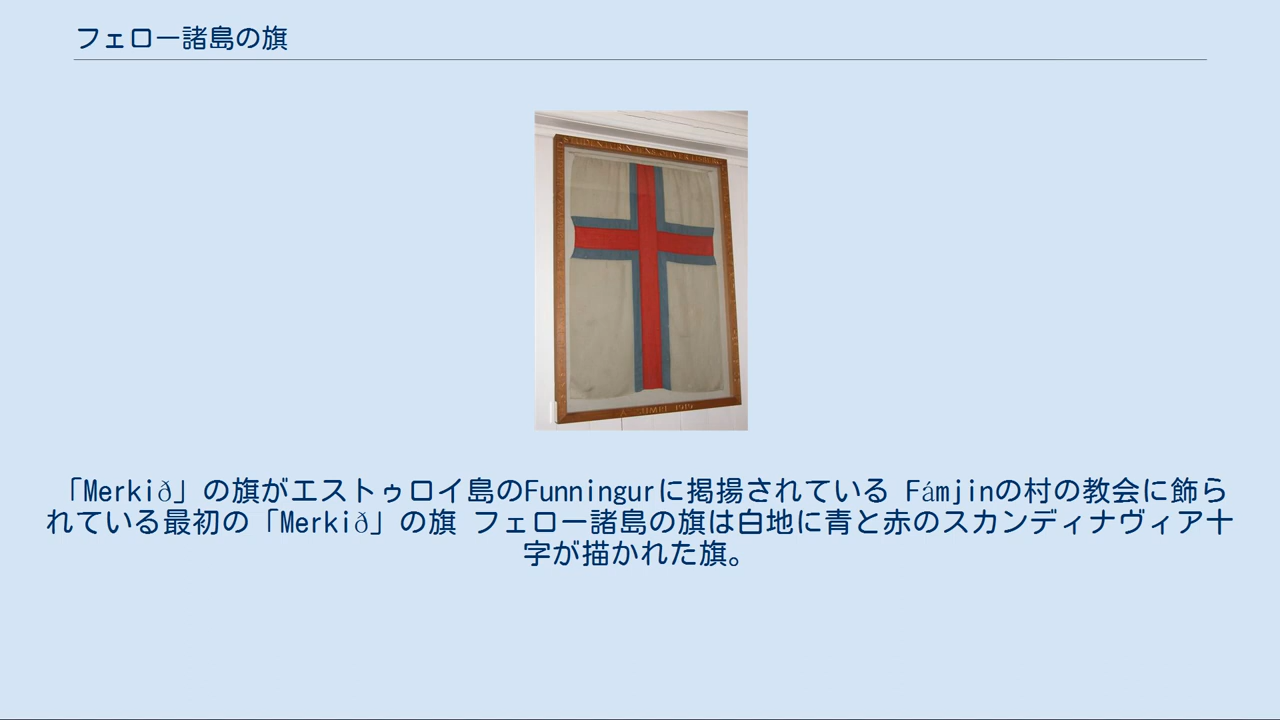 フェロー諸島の旗
1919
「Merkið」の旗がエストゥロイ島のFunningurに掲揚されている Fámjinの村の教会に飾ら
れている最初の「Merkið」の旗 フェロー諸島の旗は白地に青と赤のスカンディナヴィア十
字が描かれた旗。